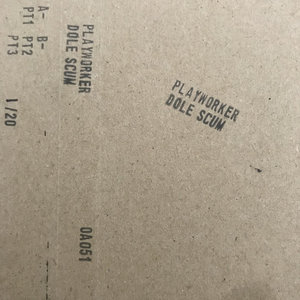 PLAYWORKER
DOLE SCUM
OA051
A- B-
PT1 PT2
PT3
1/20
PLAYWORKER
DOLE SCUM